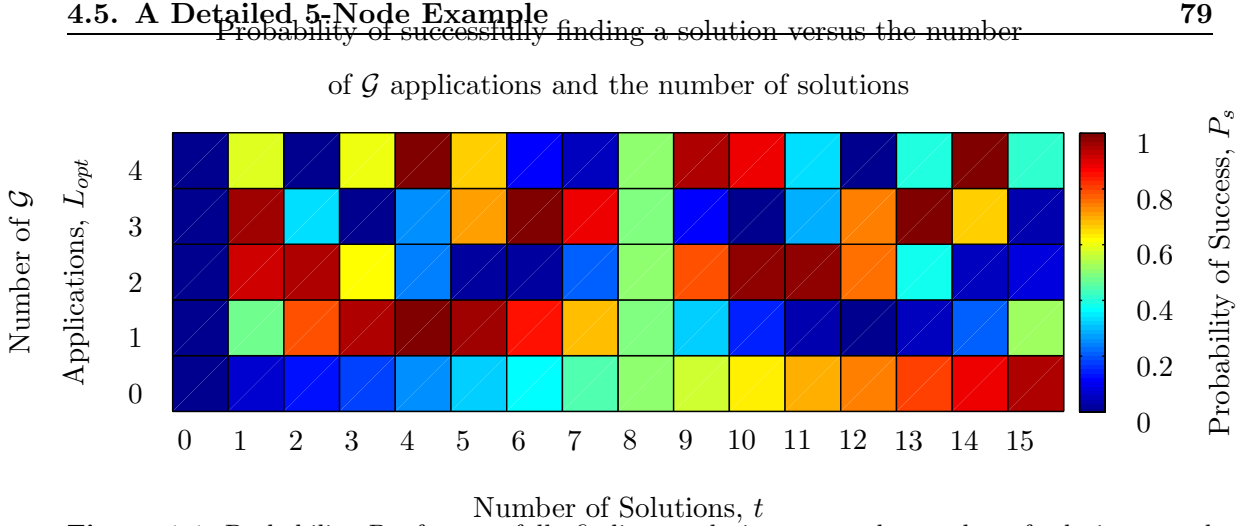 4.5. A Detailed 5-Node Example 79
Probability of successfully finding a solution versus the number
of 𝒢 applications and the number of solutions
Number of 𝒢
Applications, L_opt
4
3
2
1
0
0 1 2 3 4 5 6 7 8 9 10 11 12 13 14 15
Number of Solutions, t
1
0.8
0.6
0.4
0.2
0
Probability of Success, P_s